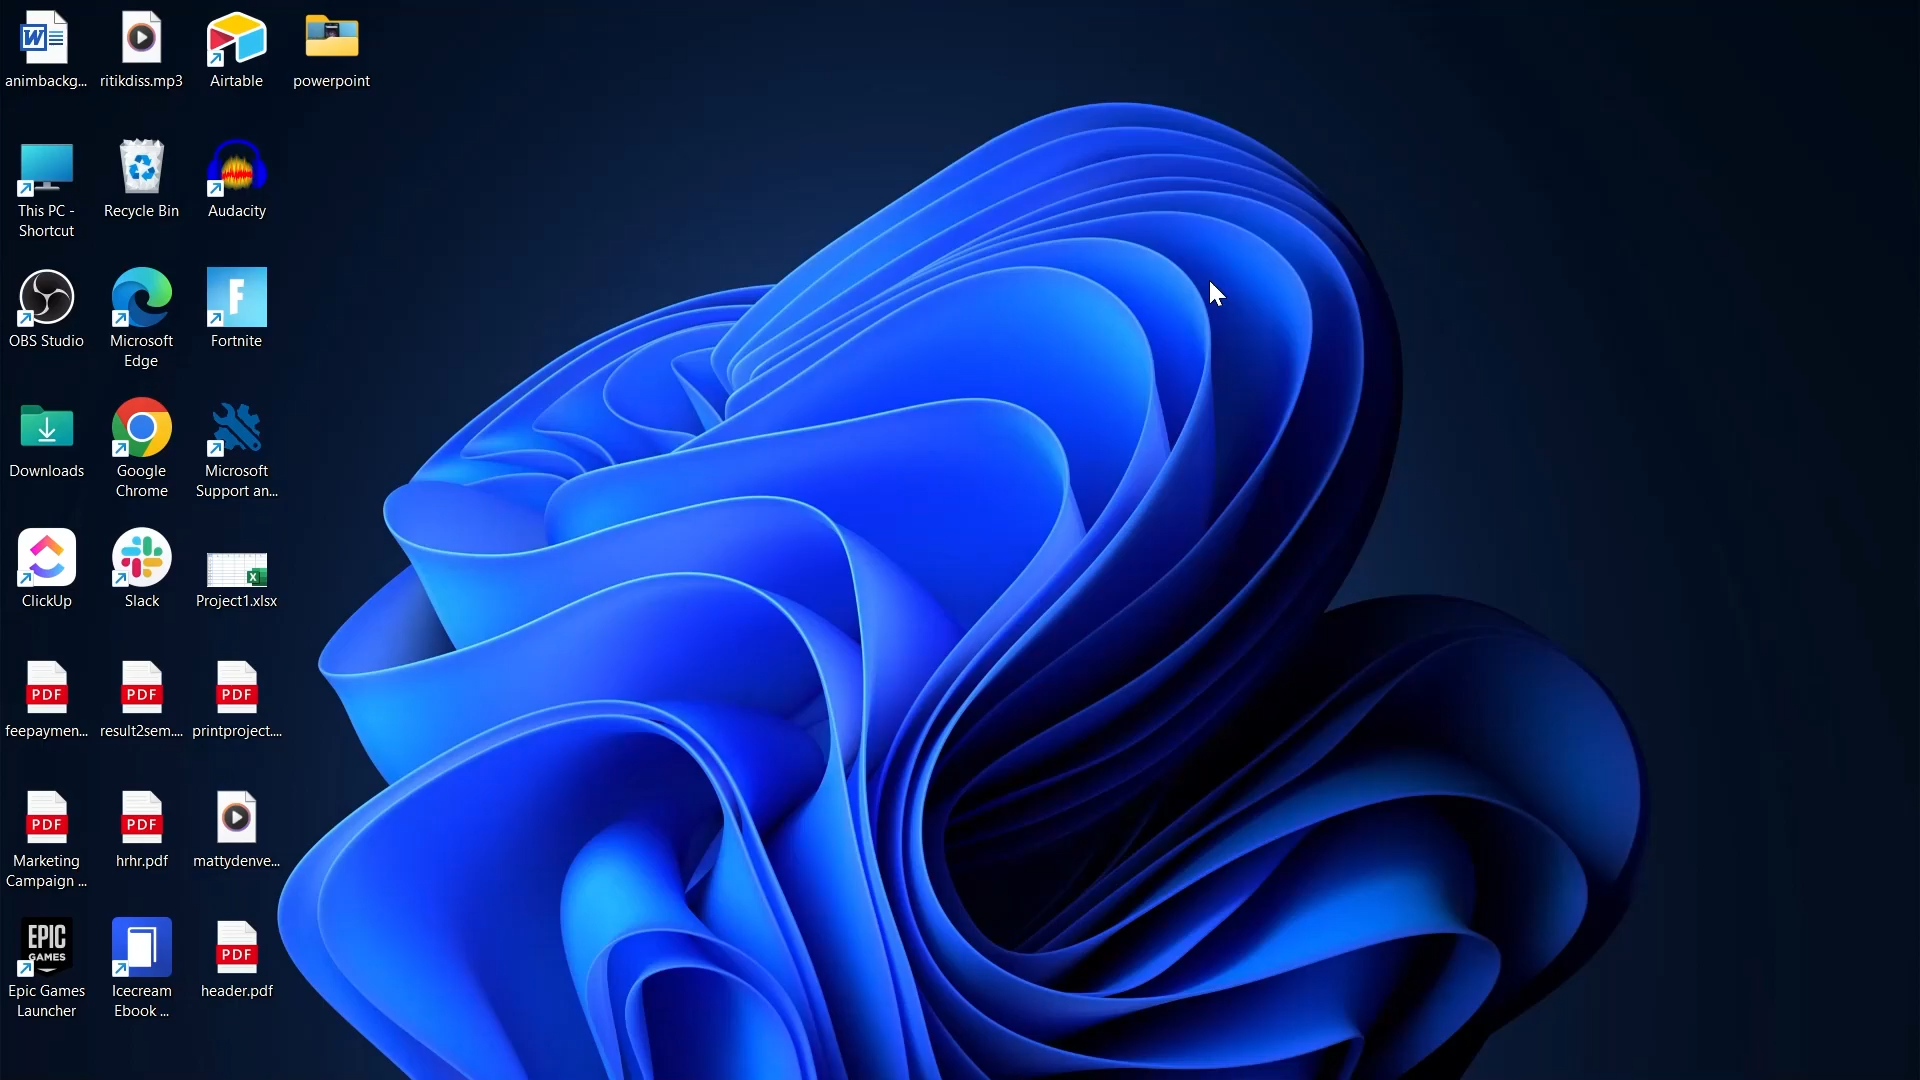 animbackg...
ritikdiss.mp3
Airtable
powerpoint
This PC -
Shortcut
Recycle Bin
Audacity
OBS Studio
Microsoft
Edge
F
Fortnite
Downloads
Google
Chrome
Microsoft
Support an...
ClickUp
Slack
Project1.xlsx
PDF
feepaymen...
PDF
result2sem....
PDF
printproject....
PDF
Marketing
Campaign ...
PDF
hrhr.pdf
mattydenve...
EPIC
GAMES
Epic Games
Launcher
Icecream
Ebook ...
PDF
header.pdf